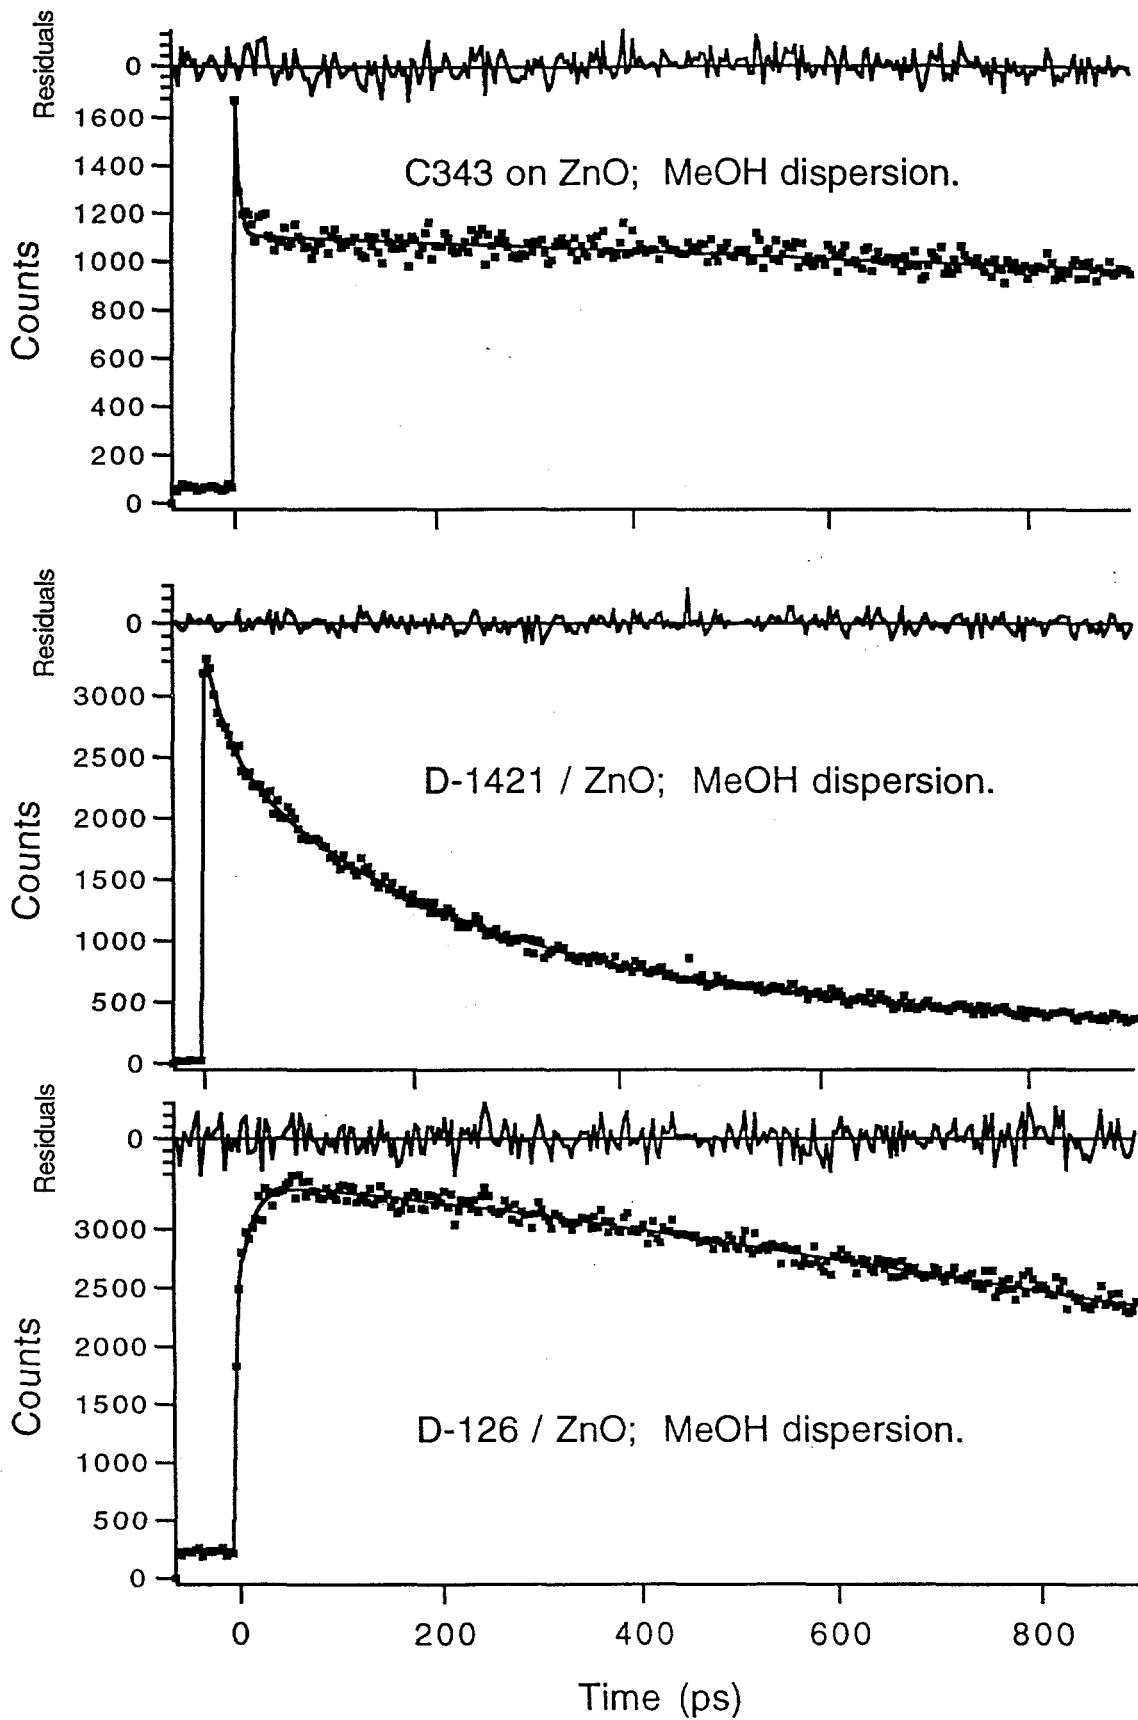 Residuals
0
1600
1400
1200
1000
800
600
400
200
0
Counts
C343 on ZnO; MeOH dispersion.
Residuals
0
3000
2500
2000
1500
1000
500
0
Counts
D-1421 / ZnO; MeOH dispersion.
Residuals
0
3000
2500
2000
1500
1000
500
0
Counts
D-126 / ZnO; MeOH dispersion.
0 200 400 600 800
Time (ps)